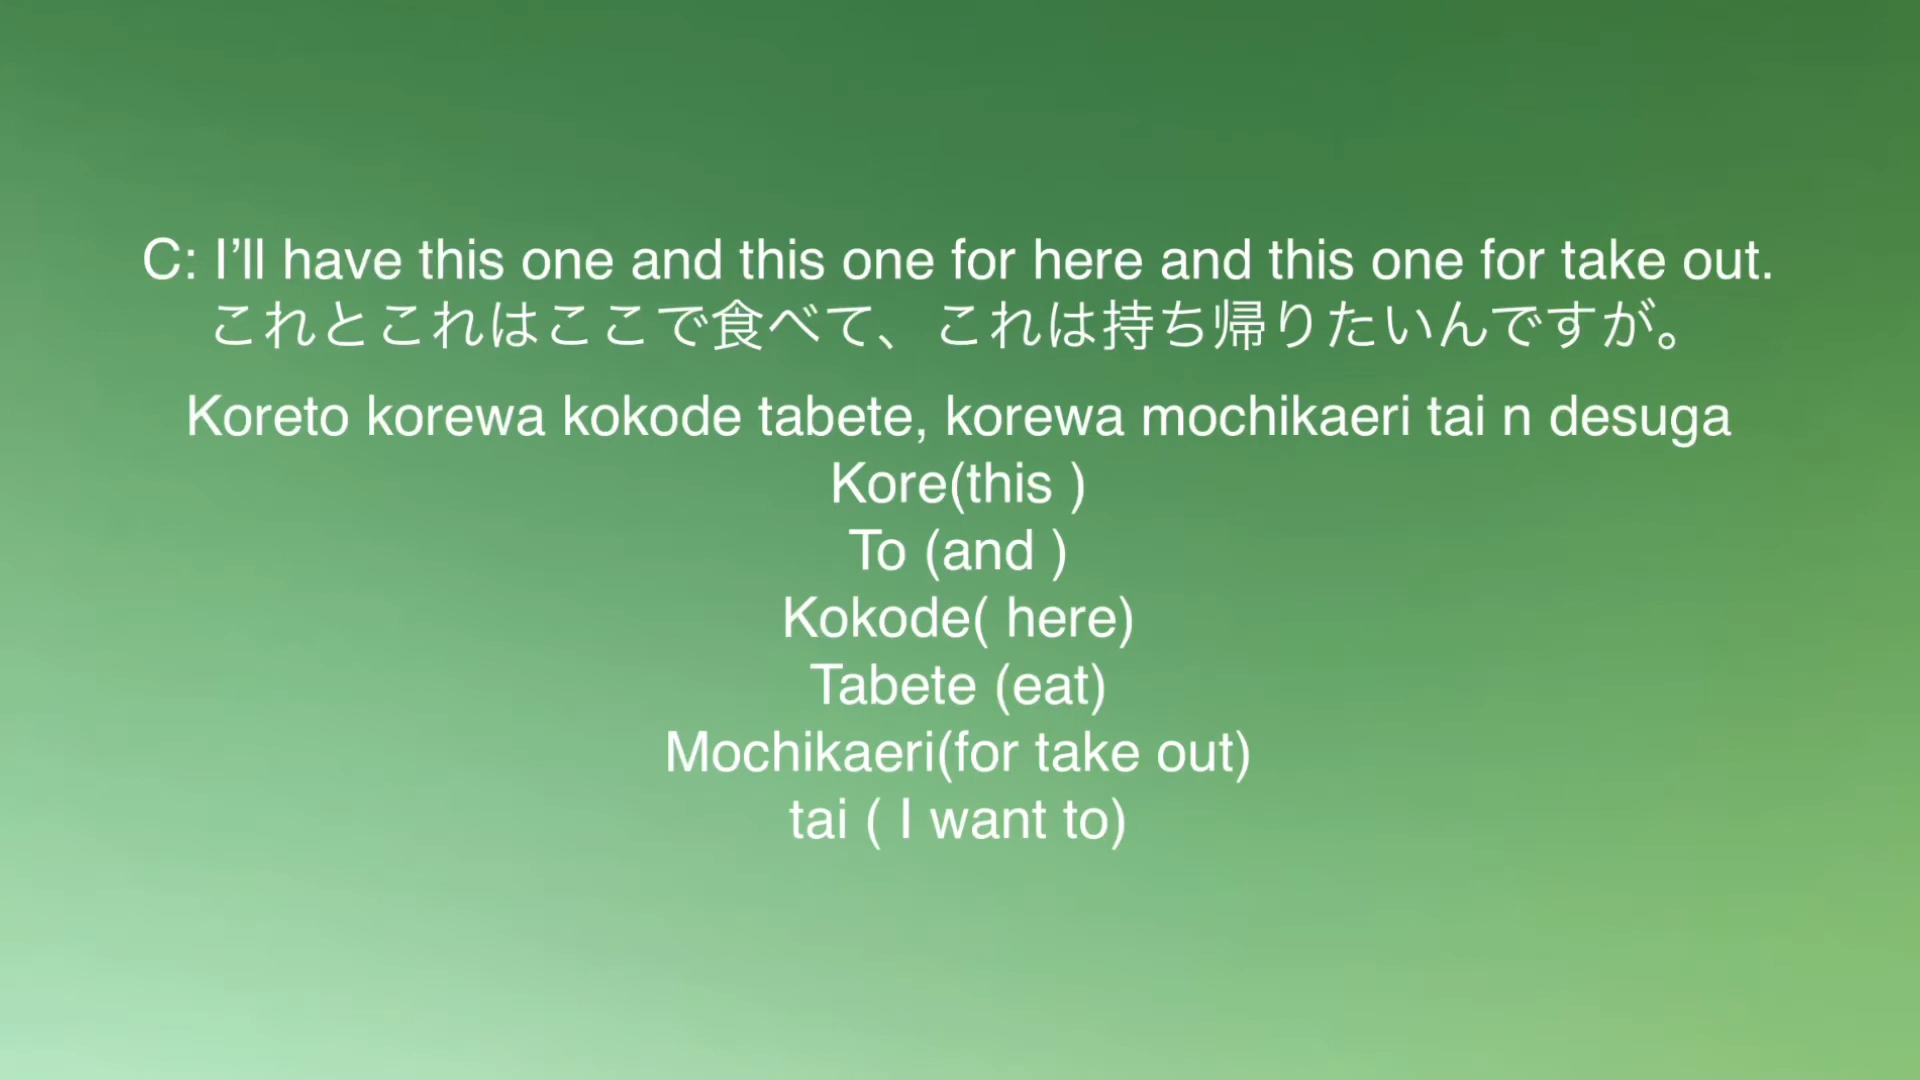 C: I’ll have this one and this one for here and this one for take out.
これとこれはここで食べて、これは持ち帰りたいんですが。
Koreto korewa kokode tabete, korewa mochikaeri tai n desuga
Kore(this )
To (and )
Kokode( here)
Tabete (eat)
Mochikaeri(for take out)
tai ( I want to)